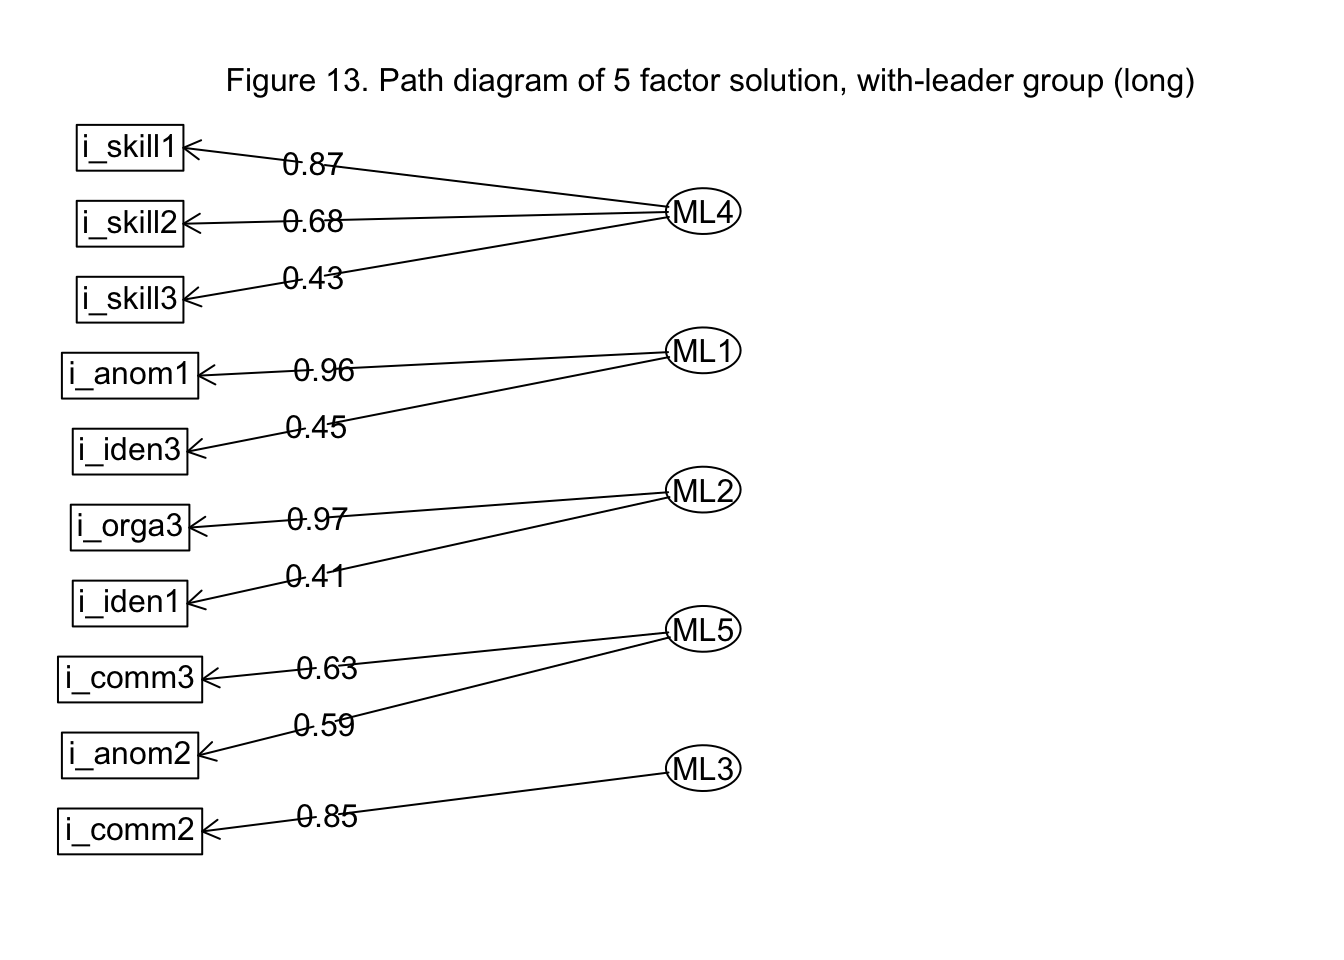 Figure 13. Path diagram of 5 factor solution, with-leader group (long)
i_skill1
0.87
i_skill2
0.68
ML4
i_skill3
0.43
i_anom1
0.96
ML1
i_iden3
0.45
i_orga3
0.97
ML2
i_iden1
0.41
i_comm3
0.63
ML5
i_anom2
0.59
ML3
i_comm2
0.85